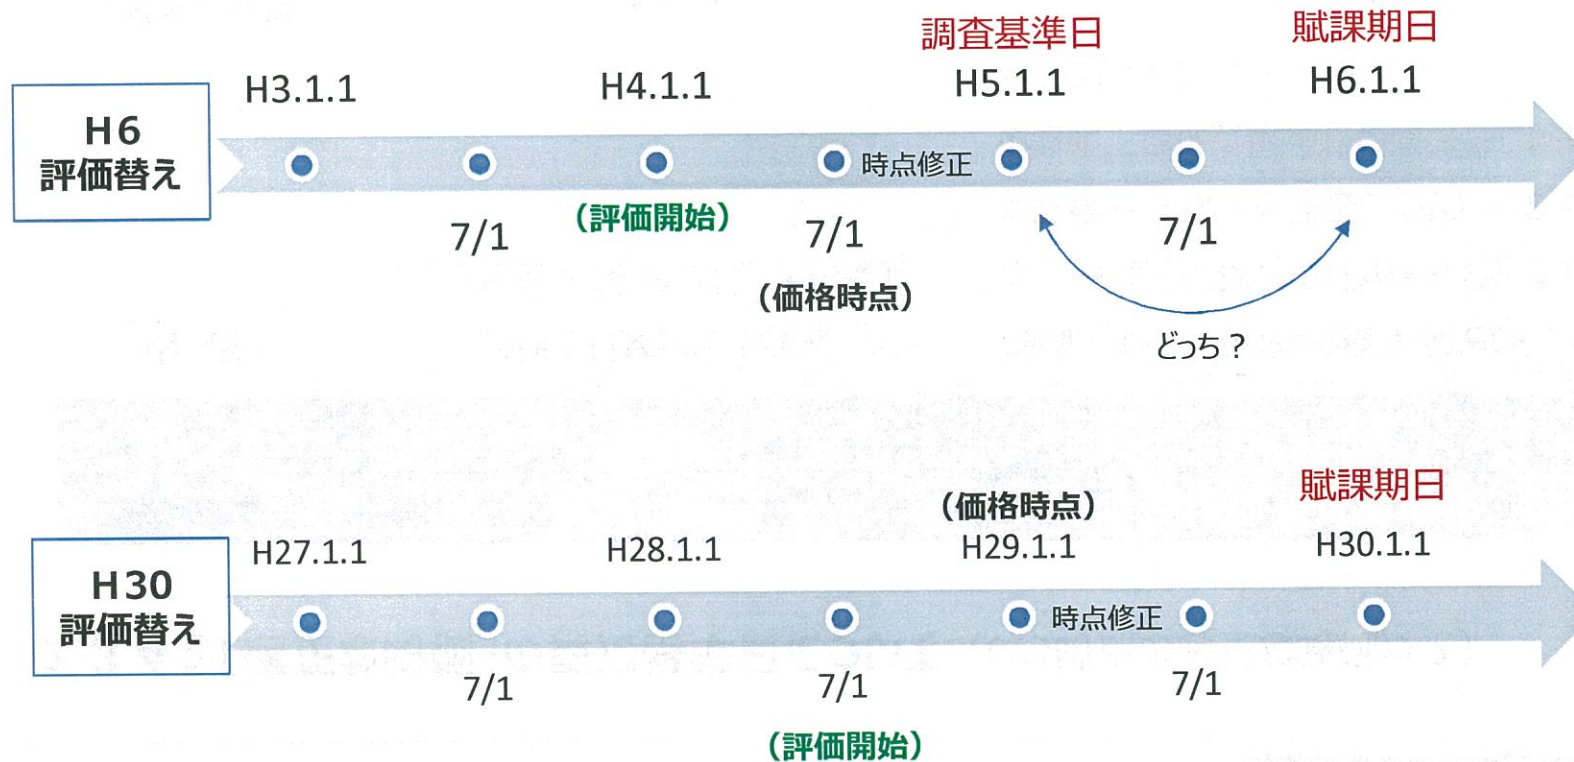 調査基準日
賦課期日
H3.1.1
H4.1.1
H5.1.1
H6.1.1
H6
評価替え
時点修正
7/1
(評価開始)
7/1
7/1
(価格時点)
どっち?
(価格時点)
賦課期日
H27.1.1
H28.1.1
H29.1.1
H30.1.1
H30
評価替え
時点修正
7/1
7/1
7/1
(評価開始)